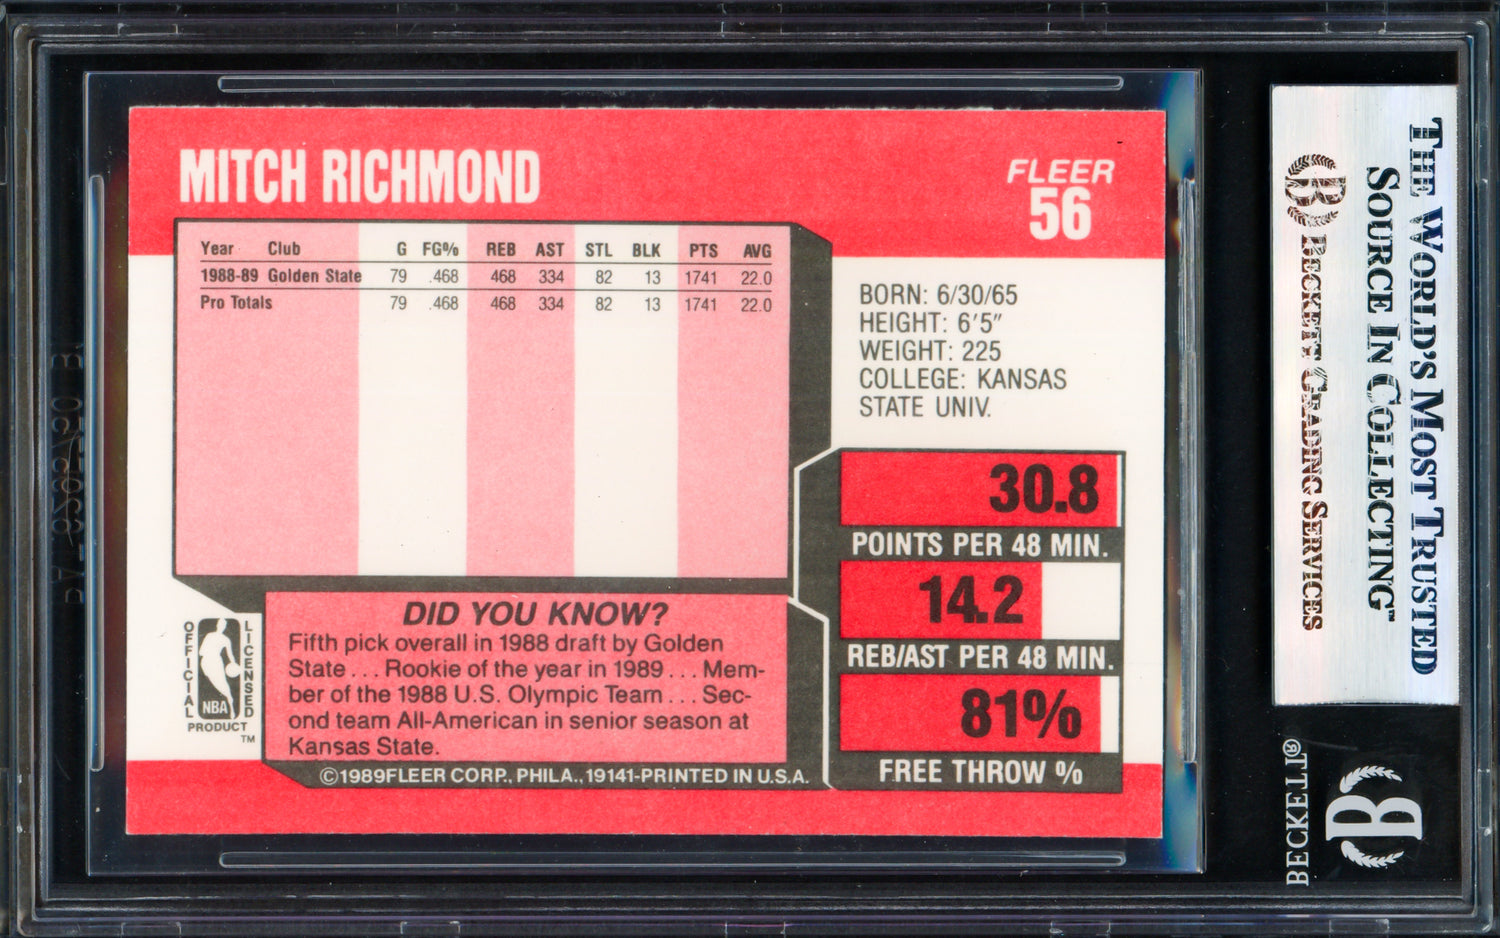 MITCH RICHMOND
FLEER
56
Year Club G FG% REB AST STL BLK PTS AVG
1988-89 Golden State 79 .468 468 334 82 13 1741 22.0
Pro Totals 79 .468 468 334 82 13 1741 22.0
BORN: 6/30/65
HEIGHT: 6'5"
WEIGHT: 225
COLLEGE: KANSAS
STATE UNIV.
30.8
POINTS PER 48 MIN.
14.2
REB/AST PER 48 MIN.
81%
FREE THROW %
OFFICIAL LICENSED
NBA
PRODUCT
TM
DID YOU KNOW?
Fifth pick overall in 1988 draft by Golden
State . . . Rookie of the year in 1989 . . . Mem-
ber of the 1988 U.S. Olympic Team . . . Sec-
ond team All-American in senior season at
Kansas State.
©1989FLEER CORP., PHILA., 19141-PRINTED IN U.S.A.
THE WORLD'S MOST TRUSTED
SOURCE IN COLLECTING™
B BECKETT GRADING SERVICES
BECKETT®
B